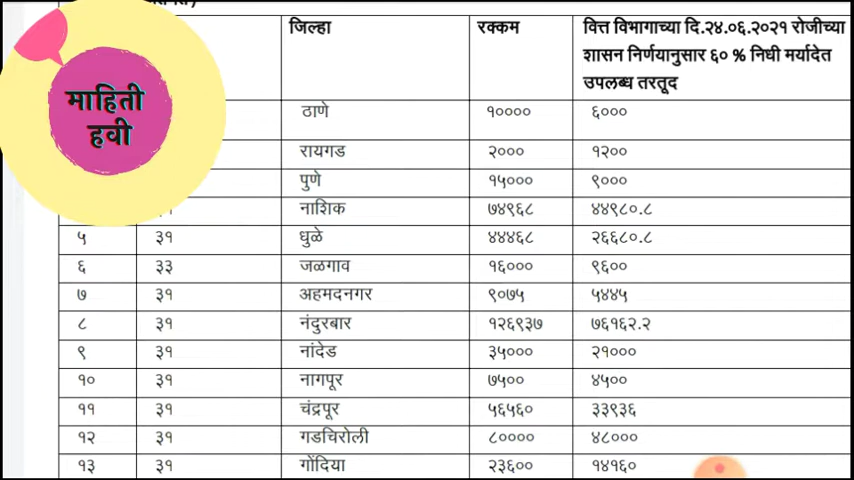 माहिती
हवी
जिल्हा रक्कम वित्त विभागाच्या दि.२४.०६.२०२१ रोजीच्या
शासन निर्णयानुसार ६० % निधी मर्यादेत
उपलब्ध तरतूद
ठाणे १०००० ६०००
रायगड २००० १२००
पुणे १५००० ९०००
नाशिक ७४९६८ ४४९८०.८
५ ३१ धुळे ४४४६८ २६६८०.८
६ ३३ जळगाव १६००० ९६००
७ ३१ अहमदनगर ९०७५ ५४४५
८ ३१ नंदुरबार १२६९३७ ७६१६२.२
९ ३१ नांदेड ३५००० २१०००
१० ३१ नागपूर ७५०० ४५००
११ ३१ चंद्रपूर ५६५६० ३३९३६
१२ ३१ गडचिरोली ८०००० ४८०००
१३ ३१ गोंदिया २३६०० १४१६०